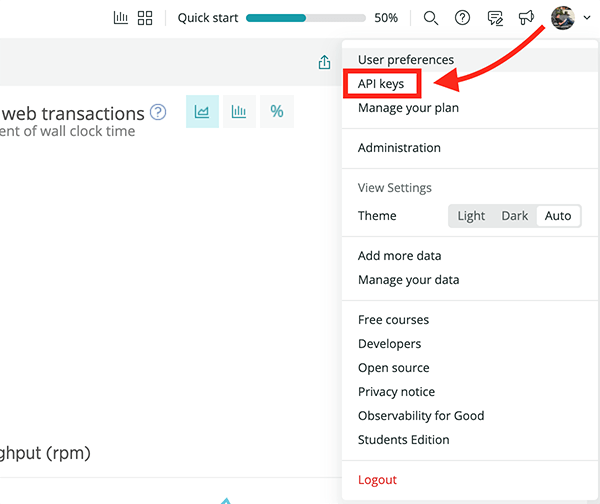 Quick start 50%
User preferences
API keys
Manage your plan
web transactions ?
ent of wall clock time
%
Administration
View Settings
Theme Light Dark Auto
Add more data
Manage your data
Free courses
Developers
Open source
Privacy notice
Observability for Good
Students Edition
ghput (rpm)
Logout